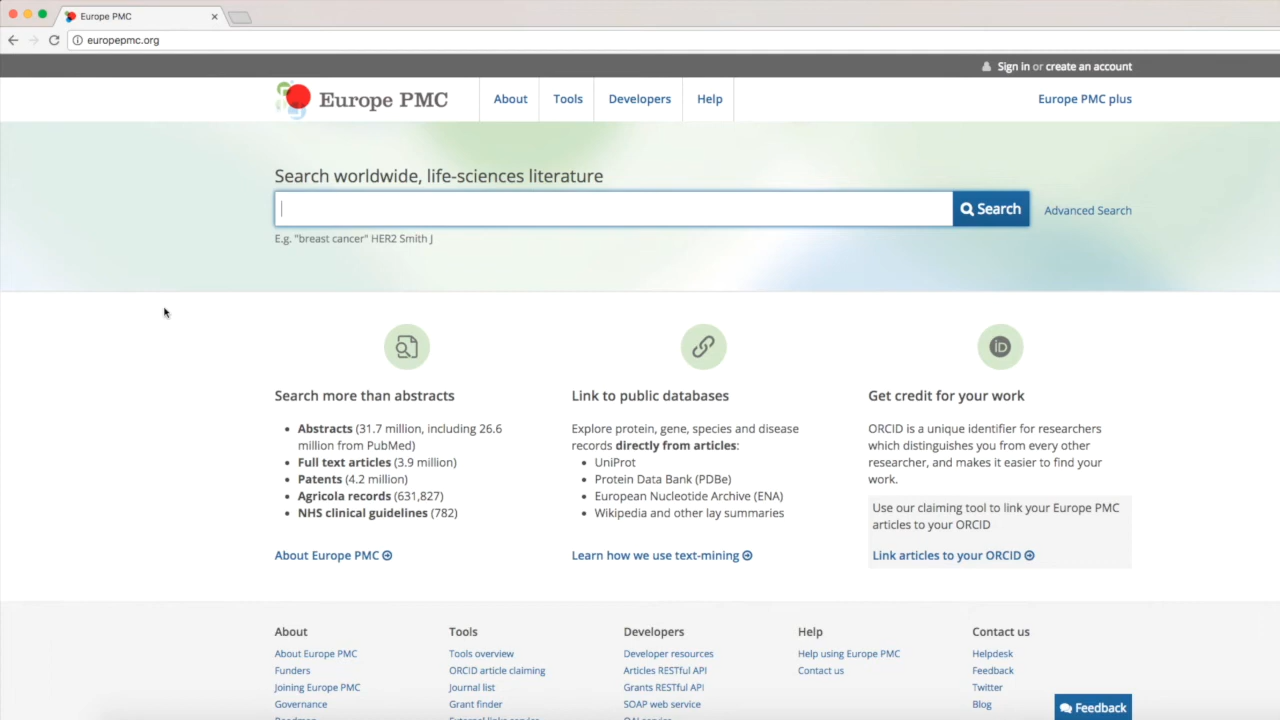 Europe PMC
europepmc.org
Sign in or create an account
Europe PMC
About
Tools
Developers
Help
Europe PMC plus
Search worldwide, life-sciences literature
Search
Advanced Search
E.g. "breast cancer" HER2 Smith J
iD
Search more than abstracts
Abstracts (31.7 million, including 26.6
million from PubMed)
Full text articles (3.9 million)
Patents (4.2 million)
Agricola records (631,827)
NHS clinical guidelines (782)
About Europe PMC
Link to public databases
Explore protein, gene, species and disease
records directly from articles:
UniProt
Protein Data Bank (PDBe)
European Nucleotide Archive (ENA)
Wikipedia and other lay summaries
Learn how we use text-mining
Get credit for your work
ORCID is a unique identifier for researchers
which distinguishes you from every other
researcher, and makes it easier to find your
work.
Use our claiming tool to link your Europe PMC
articles to your ORCID
Link articles to your ORCID
About
About Europe PMC
Funders
Joining Europe PMC
Governance
Roadmap
Tools
Tools overview
ORCID article claiming
Journal list
Grant finder
External links service
Developers
Developer resources
Articles RESTful API
Grants RESTful API
SOAP web service
OAI service
Help
Help using Europe PMC
Contact us
Contact us
Helpdesk
Feedback
Twitter
Blog
Feedback